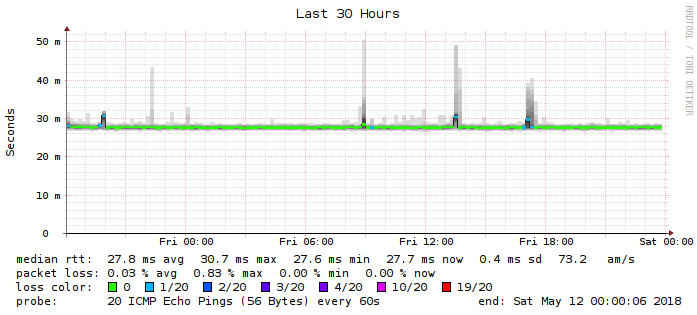 Last 30 Hours
RRDTOOL / TOBI OETIKER
Seconds
50 m
40 m
30 m
20 m
10 m
0
Fri 00:00 Fri 06:00 Fri 12:00 Fri 18:00 Sat 00:00
median rtt: 27.8 ms avg 30.7 ms max 27.6 ms min 27.7 ms now 0.4 ms sd 73.2 am/s
packet loss: 0.03 % avg 0.83 % max 0.00 % min 0.00 % now
loss color: 0 1/20 2/20 3/20 4/20 10/20 19/20
probe: 20 ICMP Echo Pings (56 Bytes) every 60s end: Sat May 12 00:00:06 2018